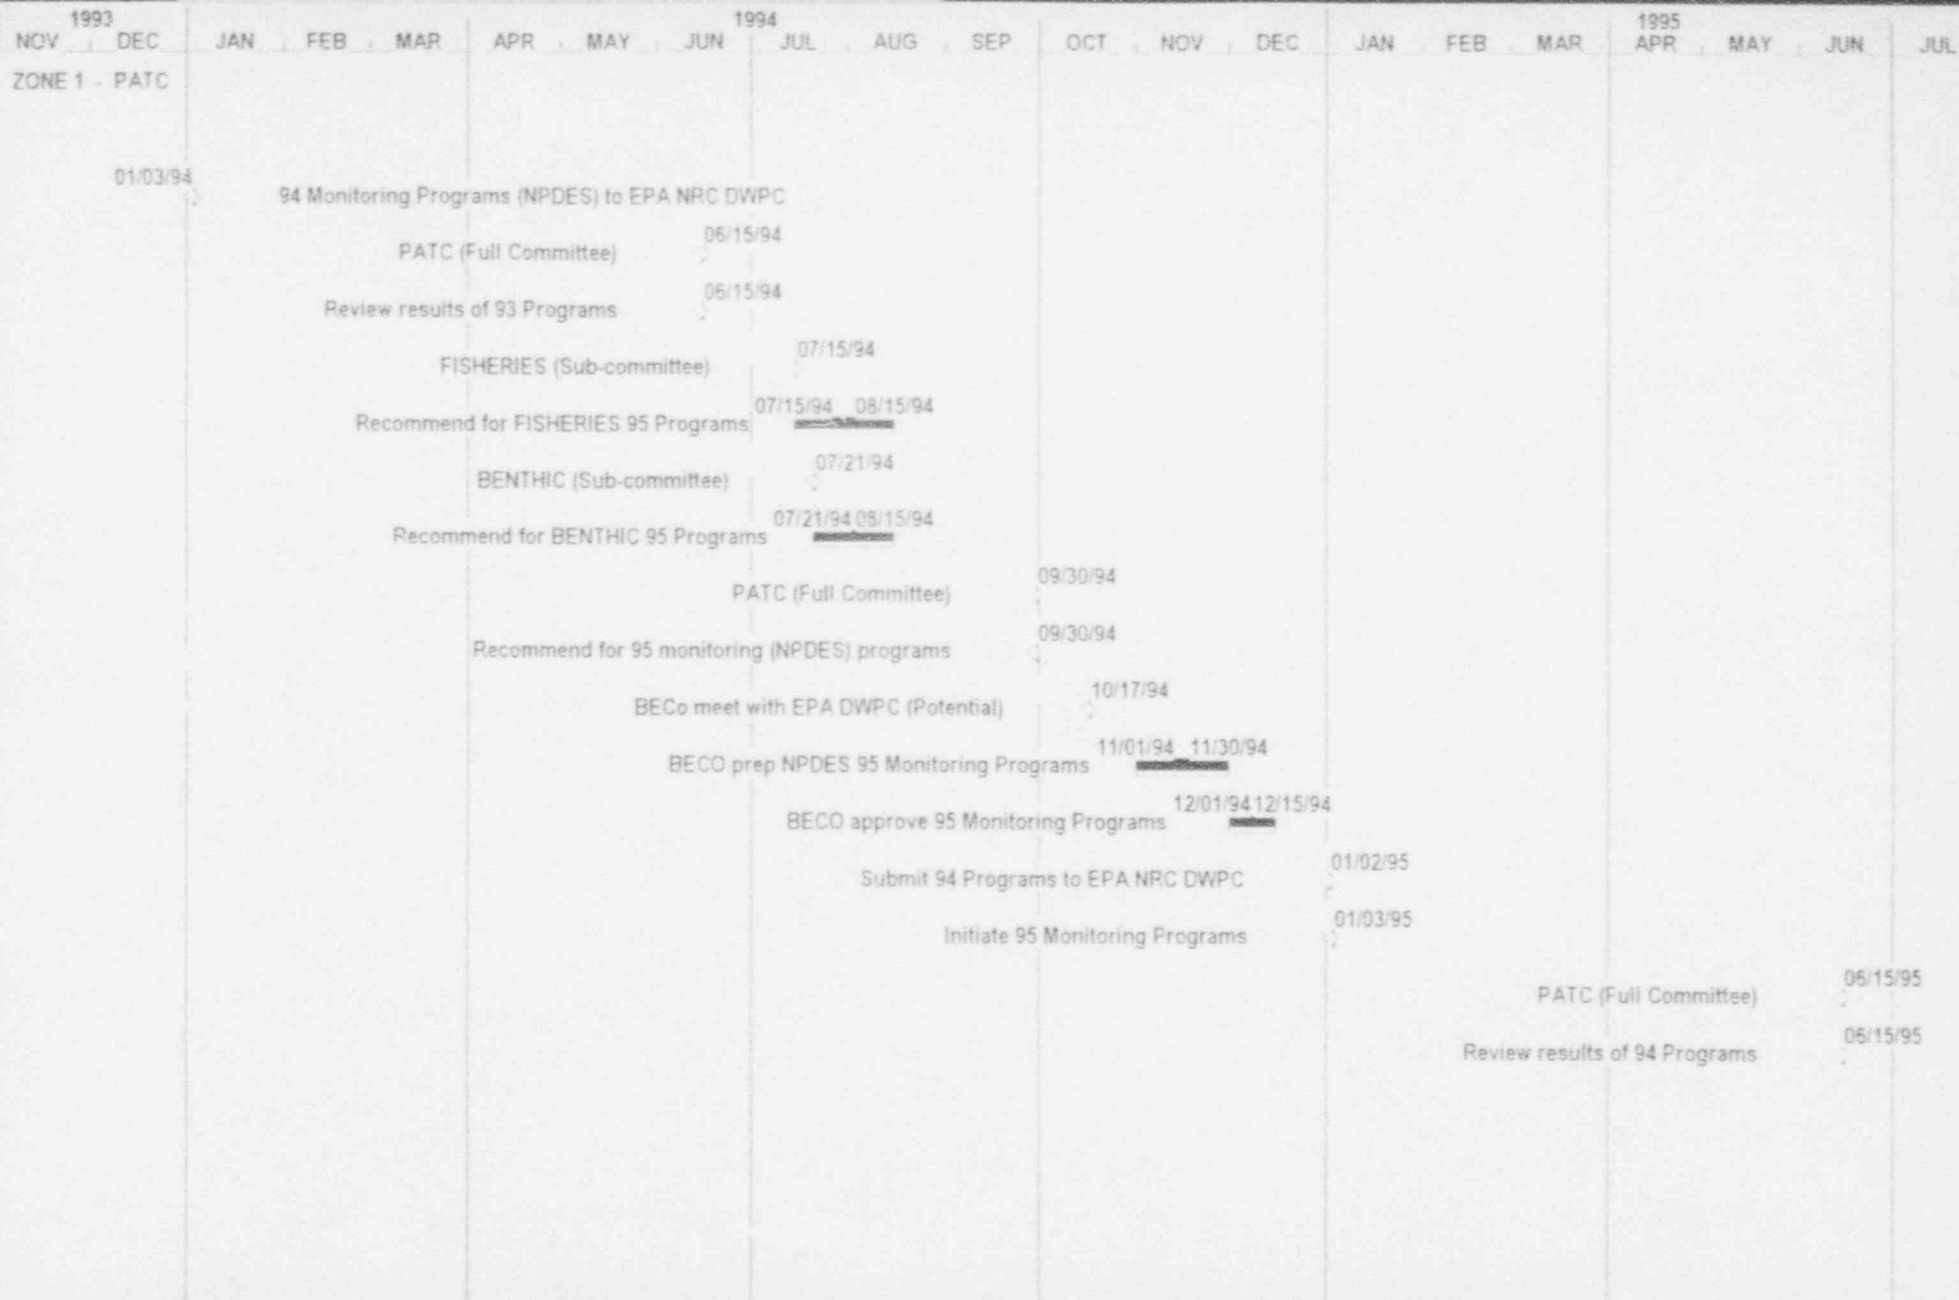 1993 1994 1995
NOV DEC JAN FEB MAR APR MAY JUN JUL AUG SEP OCT NOV DEC JAN FEB MAR APR MAY JUN JUL
ZONE 1 - PATC
01/03/94
94 Monitoring Programs (NPDES) to EPA NRC DWPC
06/15/94
PATC (Full Committee)
06/15/94
Review results of 93 Programs
07/15/94
FISHERIES (Sub-committee)
07/15/94 08/15/94
Recommend for FISHERIES 95 Programs
07/21/94
BENTHIC (Sub-committee)
07/21/94 08/15/94
Recommend for BENTHIC 95 Programs
09/30/94
PATC (Full Committee)
09/30/94
Recommend for 95 monitoring (NPDES) programs
10/17/94
BECo meet with EPA DWPC (Potential)
11/01/94 11/30/94
BECO prep NPDES 95 Monitoring Programs
12/01/94 12/15/94
BECO approve 95 Monitoring Programs
01/02/95
Submit 94 Programs to EPA NRC DWPC
01/03/95
Initiate 95 Monitoring Programs
06/15/95
PATC (Full Committee)
06/15/95
Review results of 94 Programs